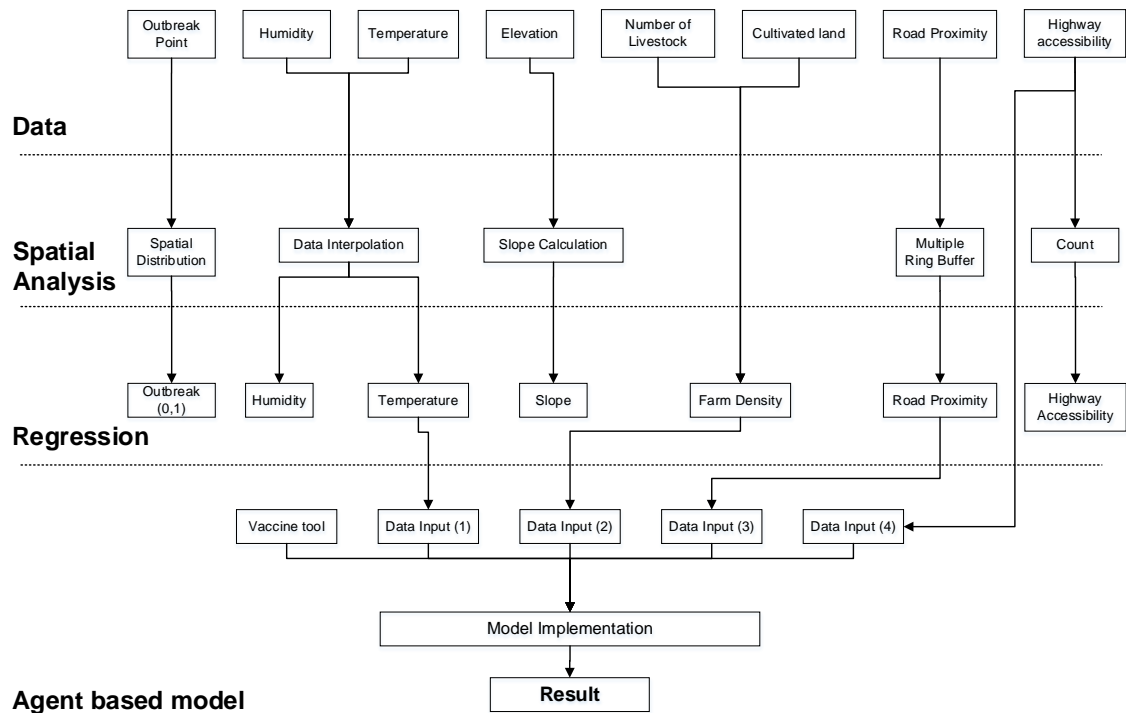 Outbreak
Point
Humidity
Temperature
Elevation
Number of
Livestock
Cultivated land
Road Proximity
Highway
accessibility
Data
Spatial
Analysis
Spatial
Distribution
Data Interpolation
Slope Calculation
Multiple
Ring Buffer
Count
Outbreak
(0,1)
Humidity
Temperature
Slope
Farm Density
Road Proximity
Highway
Accessibility
Regression
Vaccine tool
Data Input (1)
Data Input (2)
Data Input (3)
Data Input (4)
Model Implementation
Result
Agent based model